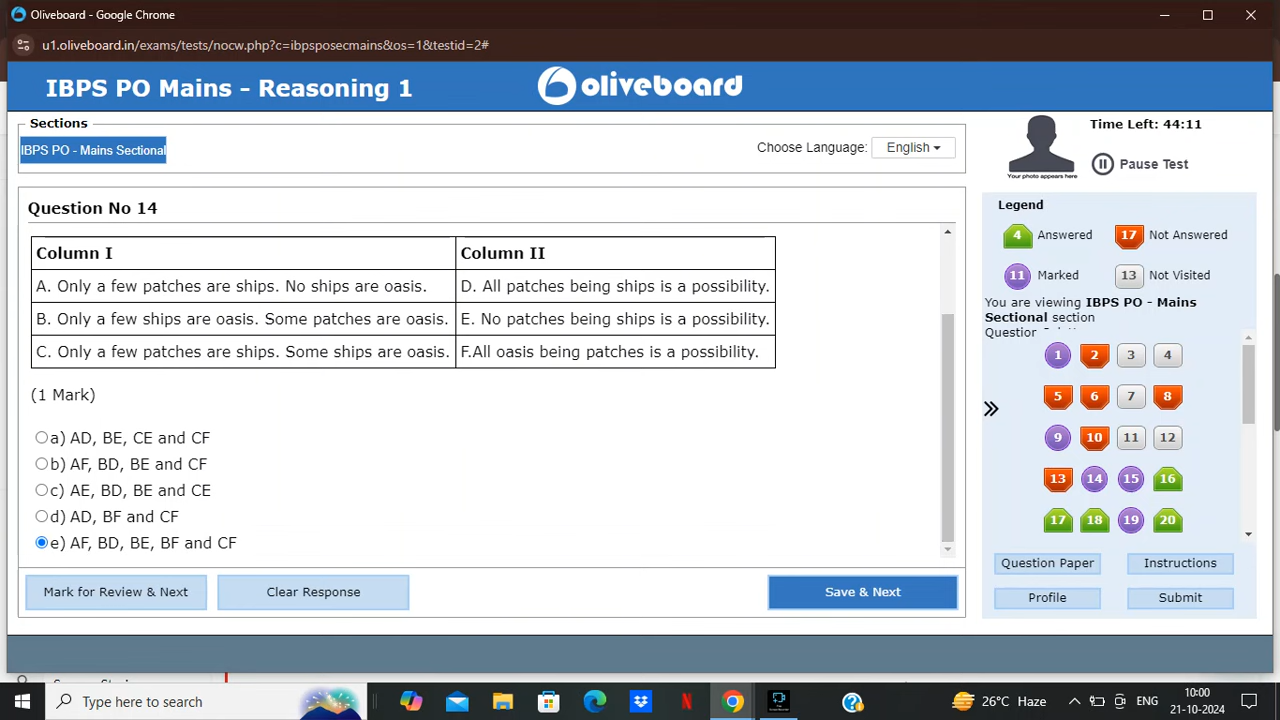 Oliveboard - Google Chrome
u1.oliveboard.in/exams/tests/nocw.php?c=ibpsposecmains&os=1&testid=2#
IBPS PO Mains - Reasoning 1
oliveboard
Sections
IBPS PO - Mains Sectional
Choose Language: English
Your photo appears here
Time Left: 44:11
Pause Test
Question No 14
Column I Column II
A. Only a few patches are ships. No ships are oasis. D. All patches being ships is a possibility.
B. Only a few ships are oasis. Some patches are oasis. E. No patches being ships is a possibility.
C. Only a few patches are ships. Some ships are oasis. F.All oasis being patches is a possibility.
(1 Mark)
a) AD, BE, CE and CF
b) AF, BD, BE and CF
c) AE, BD, BE and CE
d) AD, BF and CF
e) AF, BD, BE, BF and CF
Mark for Review & Next Clear Response Save & Next
Legend
4 Answered 17 Not Answered
11 Marked 13 Not Visited
You are viewing IBPS PO - Mains
Sectional section
1 2 3 4
5 6 7 8
9 10 11 12
13 14 15 16
17 18 19 20
Question Paper Instructions
Profile Submit
Type here to search
26°C Haze
ENG
10:00
21-10-2024